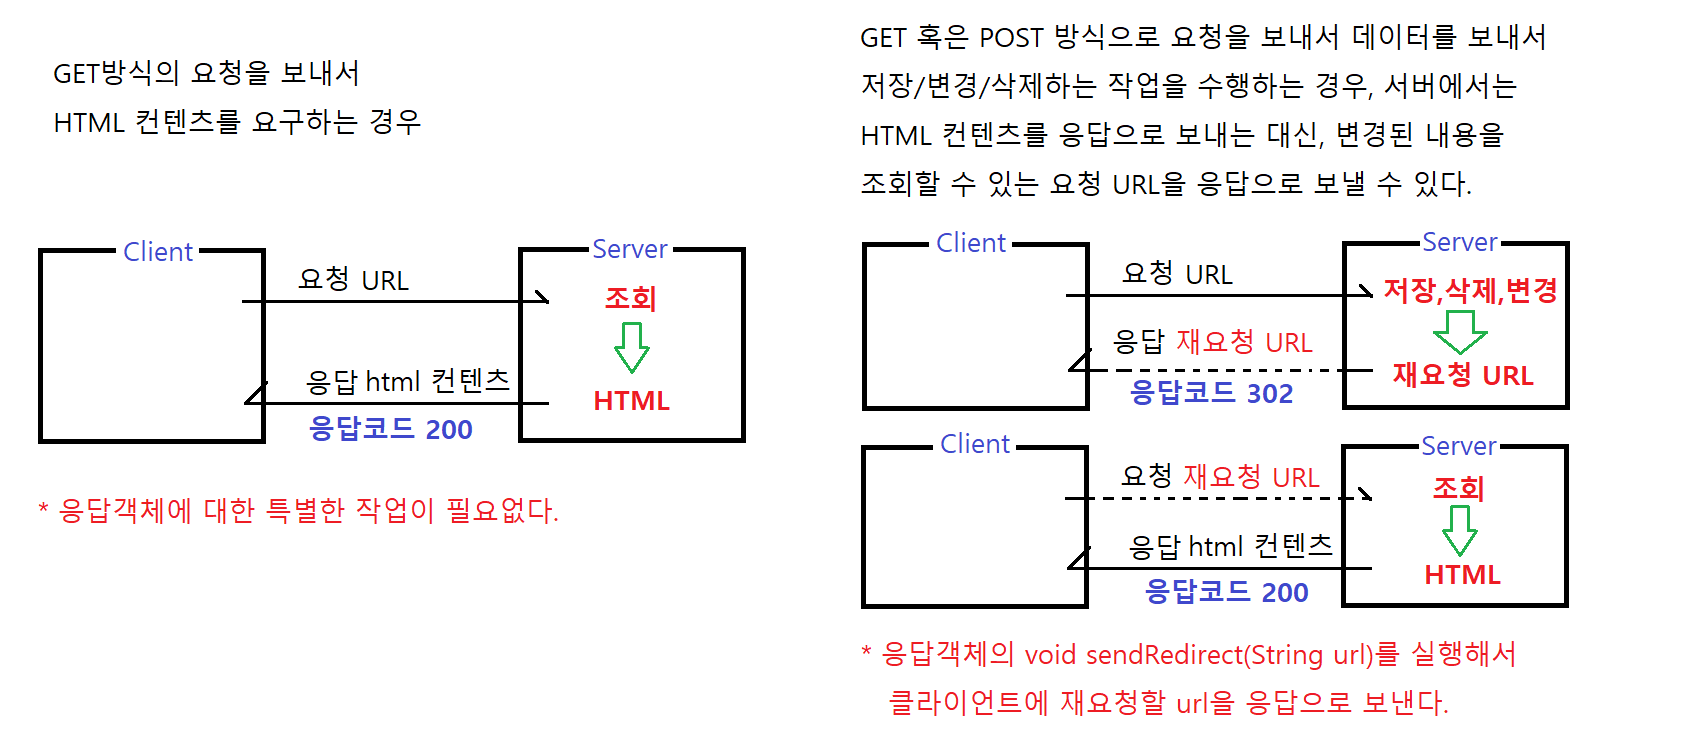 GET방식의 요청을 보내서
HTML 컨텐츠를 요구하는 경우
Client
Server
요청 URL
조회
HTML
응답 html 컨텐츠
응답코드 200
* 응답객체에 대한 특별한 작업이 필요없다.
GET 혹은 POST 방식으로 요청을 보내서 데이터를 보내서
저장/변경/삭제하는 작업을 수행하는 경우, 서버에서는
HTML 컨텐츠를 응답으로 보내는 대신, 변경된 내용을
조회할 수 있는 요청 URL을 응답으로 보낼 수 있다.
Client
Server
요청 URL
저장,삭제,변경
응답 재요청 URL
재요청 URL
응답코드 302
Client
Server
요청 재요청 URL
조회
응답 html 컨텐츠
HTML
응답코드 200
* 응답객체의 void sendRedirect(String url)를 실행해서
클라이언트에 재요청할 url을 응답으로 보낸다.